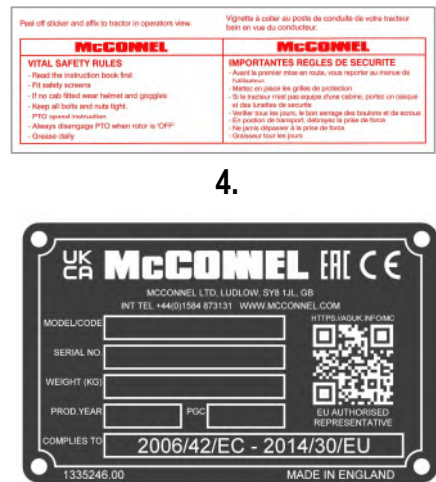 Peel off sticker and affix to tractor in operators view.
Vignette à coller au poste de conduite de votre tracteur
bein en vue du conducteur.
McCONNEL
VITAL SAFETY RULES
- Read the instruction book first
- Fit safety screens
- If no cab fitted wear helmet and goggles
- Keep all bolts and nuts tight.
- PTO speed instruction
- Always disengage PTO when rotor is 'OFF'
- Grease daily
McCONNEL
IMPORTANTES REGLES DE SECURITE
- Avant la premier mise en route, vous reporter au manue de
l'utilisateur
- Mettez en place les grilles de protection
- Si le tracteur n'est pas equipe d'une cabine, portez un casque
et des lunettes de securite
- Verifier tous les jours, le bon serrage des boulons et de ecrous
- En position de transport, debrayez la prise de force
- Ne jamais dépasser à la prise de force
- Graisseur tour les jours
4.
UK
CA McCONNEL EAC CE
MCCONNEL LTD, LUDLOW, SY8 1JL, GB
INT TEL +44(0)1584 873131 WWW.MCCONNEL.COM
HTTPS://AGUK.INFO/MC
MODEL/CODE
SERIAL NO.
WEIGHT (KG)
PROD.YEAR PGC
EU AUTHORISED
REPRESENTATIVE
COMPLIES TO 2006/42/EC - 2014/30/EU
1335246.00 MADE IN ENGLAND